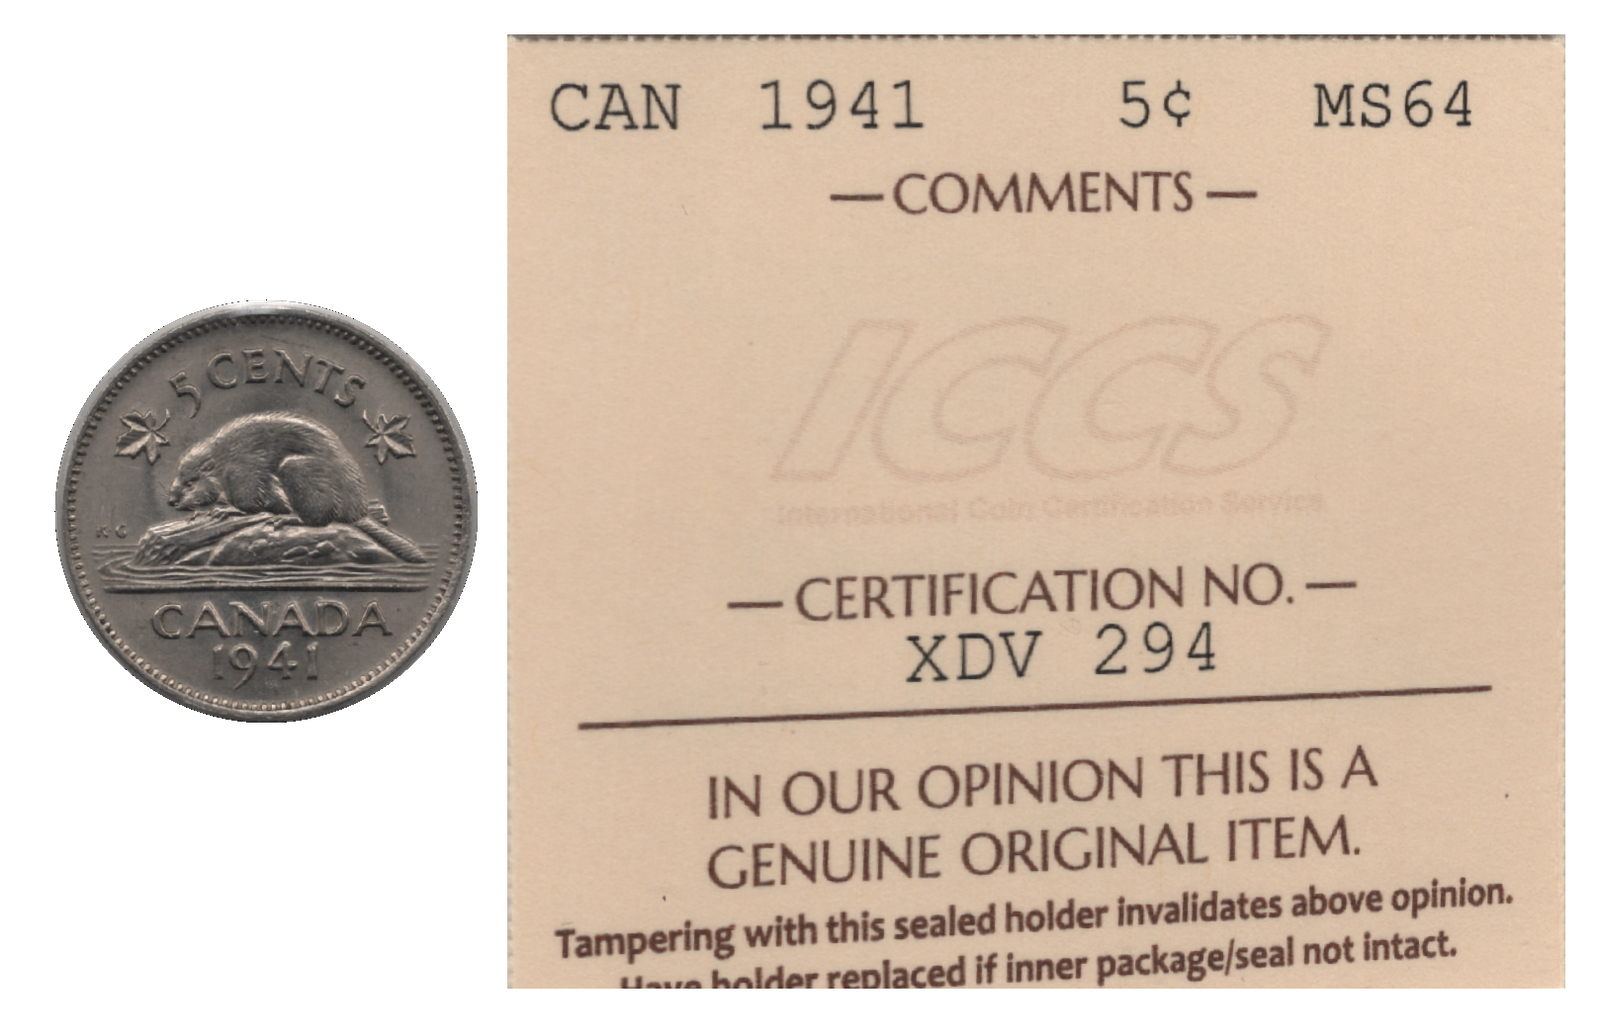 5 CENTS
KG
CANADA
1941
CAN 1941 5¢ MS64
— COMMENTS —
ICCS
International Coin Certification Service
— CERTIFICATION NO. —
XDV 294
IN OUR OPINION THIS IS A
GENUINE ORIGINAL ITEM.
Tampering with this sealed holder invalidates above opinion.
Have holder replaced if inner package/seal not intact.